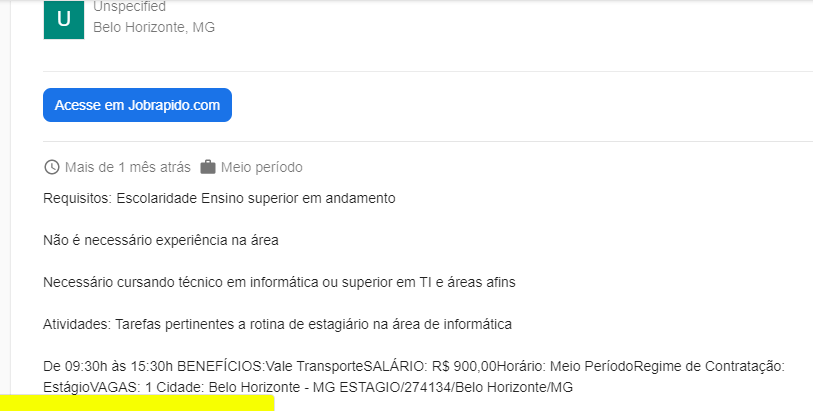 Unspecified
U
Belo Horizonte, MG
Acesse em Jobrapido.com
Mais de 1 mês atrás Meio período
Requisitos: Escolaridade Ensino superior em andamento
Não é necessário experiência na área
Necessário cursando técnico em informática ou superior em TI e áreas afins
Atividades: Tarefas pertinentes a rotina de estagiário na área de informática
De 09:30h às 15:30h BENEFÍCIOS:Vale TransporteSALÁRIO: R$ 900,00Horário: Meio PeríodoRegime de Contratação:
EstágioVAGAS: 1 Cidade: Belo Horizonte - MG ESTAGIO/274134/Belo Horizonte/MG